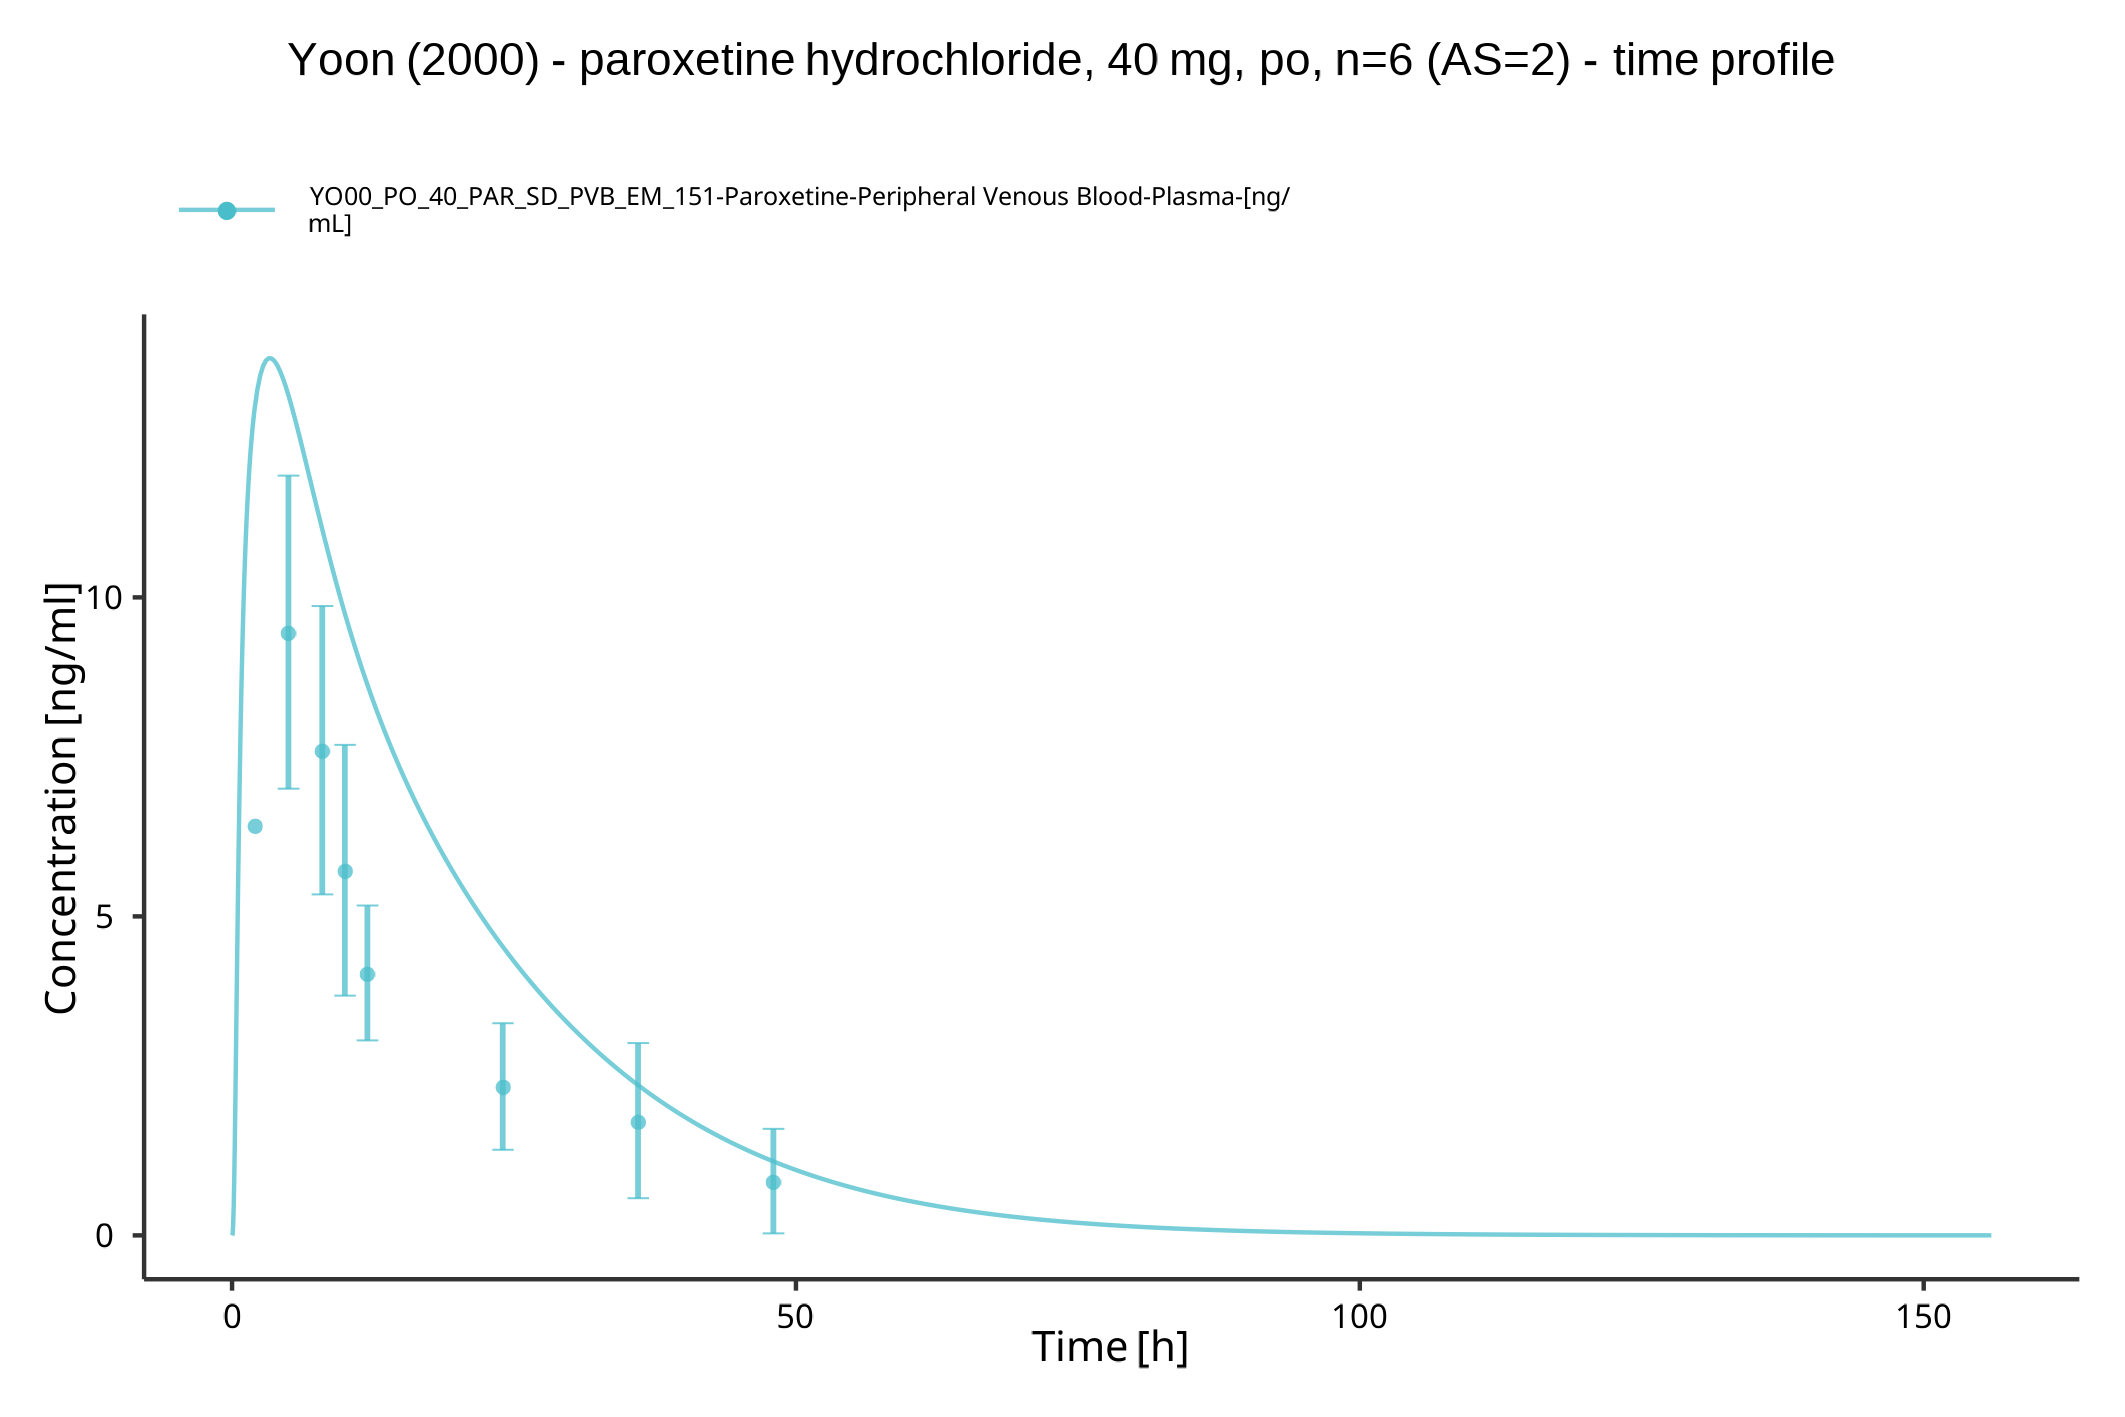 Yoon (2000) - paroxetine hydrochloride, 40 mg, po, n=6 (AS=2) - time profile
YO00_PO_40_PAR_SD_PVB_EM_151-Paroxetine-Peripheral Venous Blood-Plasma-[ng/
mL]
Concentration [ng/ml]
10
5
0
0
50
100
150
Time [h]